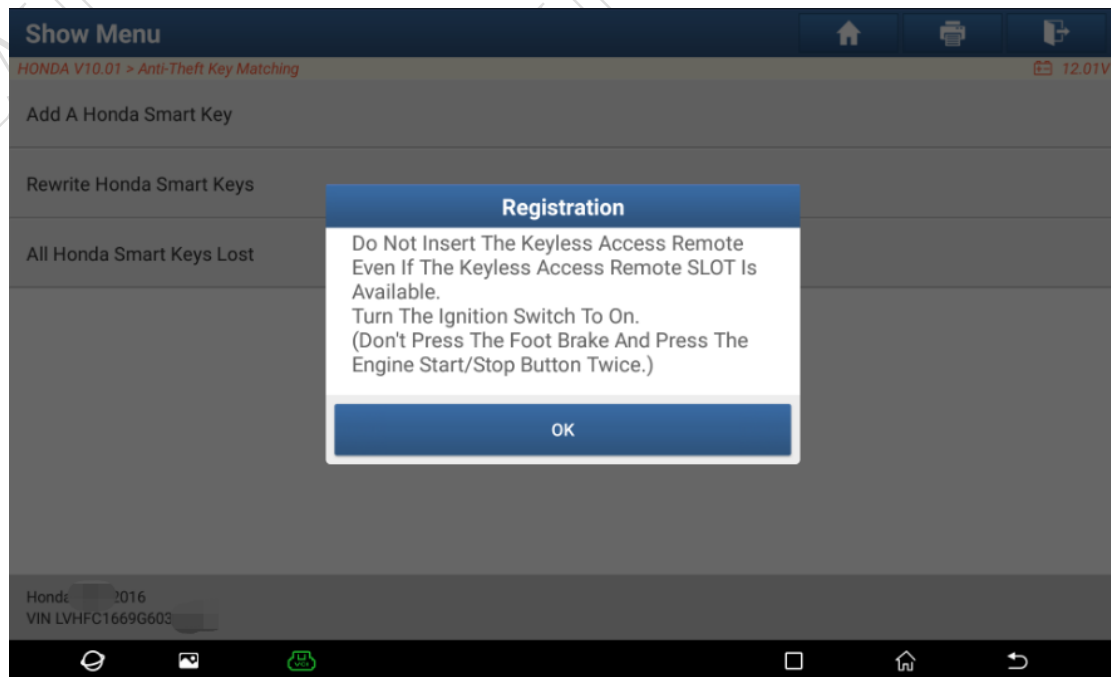 Show Menu
HONDA V10.01 > Anti-Theft Key Matching
12.01V
Add A Honda Smart Key
Rewrite Honda Smart Keys
All Honda Smart Keys Lost
Registration
Do Not Insert The Keyless Access Remote
Even If The Keyless Access Remote SLOT Is
Available.
Turn The Ignition Switch To On.
(Don't Press The Foot Brake And Press The
Engine Start/Stop Button Twice.)
OK
Honda 2016
VIN LVHFC1669G603